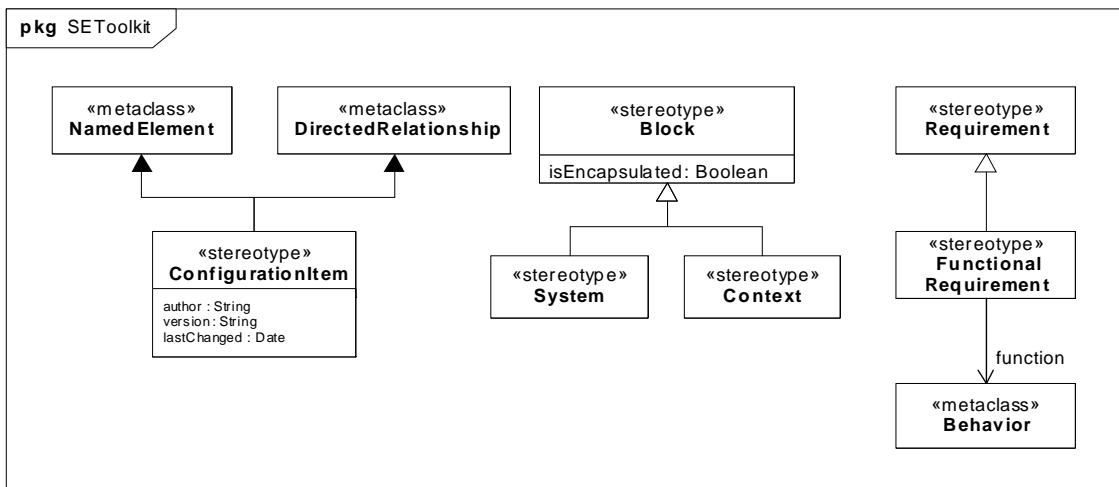 pkg SEToolkit
«metaclass»
NamedElement
«metaclass»
DirectedRelationship
«stereotype»
ConfigurationItem
author : String
version : String
lastChanged : Date
«stereotype»
Block
isEncapsulated : Boolean
«stereotype»
System
«stereotype»
Context
«stereotype»
Requirement
«stereotype»
Functional
Requirement
function
«metaclass»
Behavior